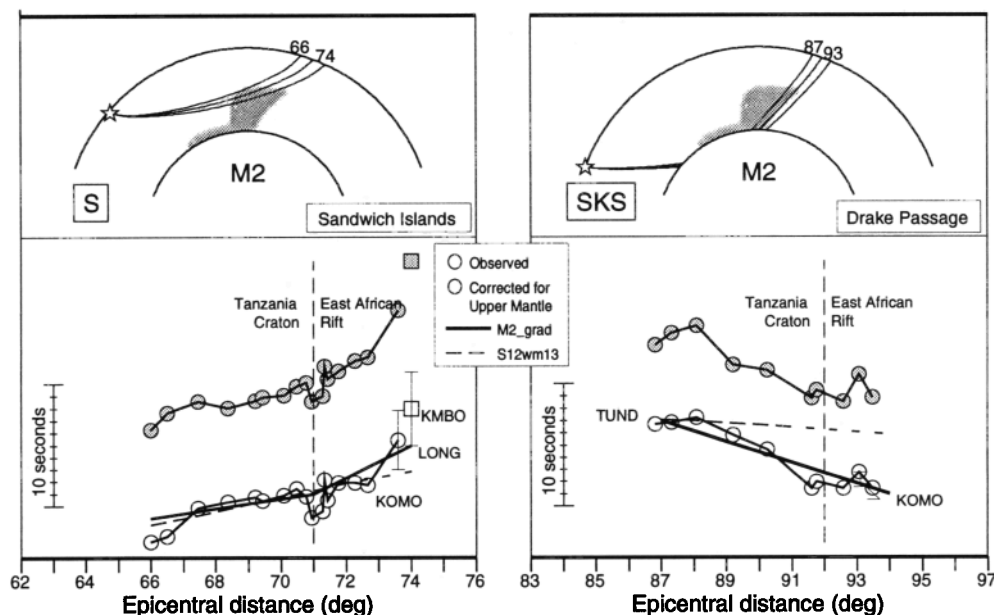 66
74
M2
S
Sandwich Islands
87
93
M2
SKS
Drake Passage
Observed
Corrected for
Upper Mantle
M2_grad
S12wm13
Tanzania
Craton
East African
Rift
10 seconds
KMBO
LONG
KOMO
62 64 66 68 70 72 74 76
Epicentral distance (deg)
Tanzania
Craton
East African
Rift
10 seconds
TUND
KOMO
83 85 87 89 91 93 95 97
Epicentral distance (deg)